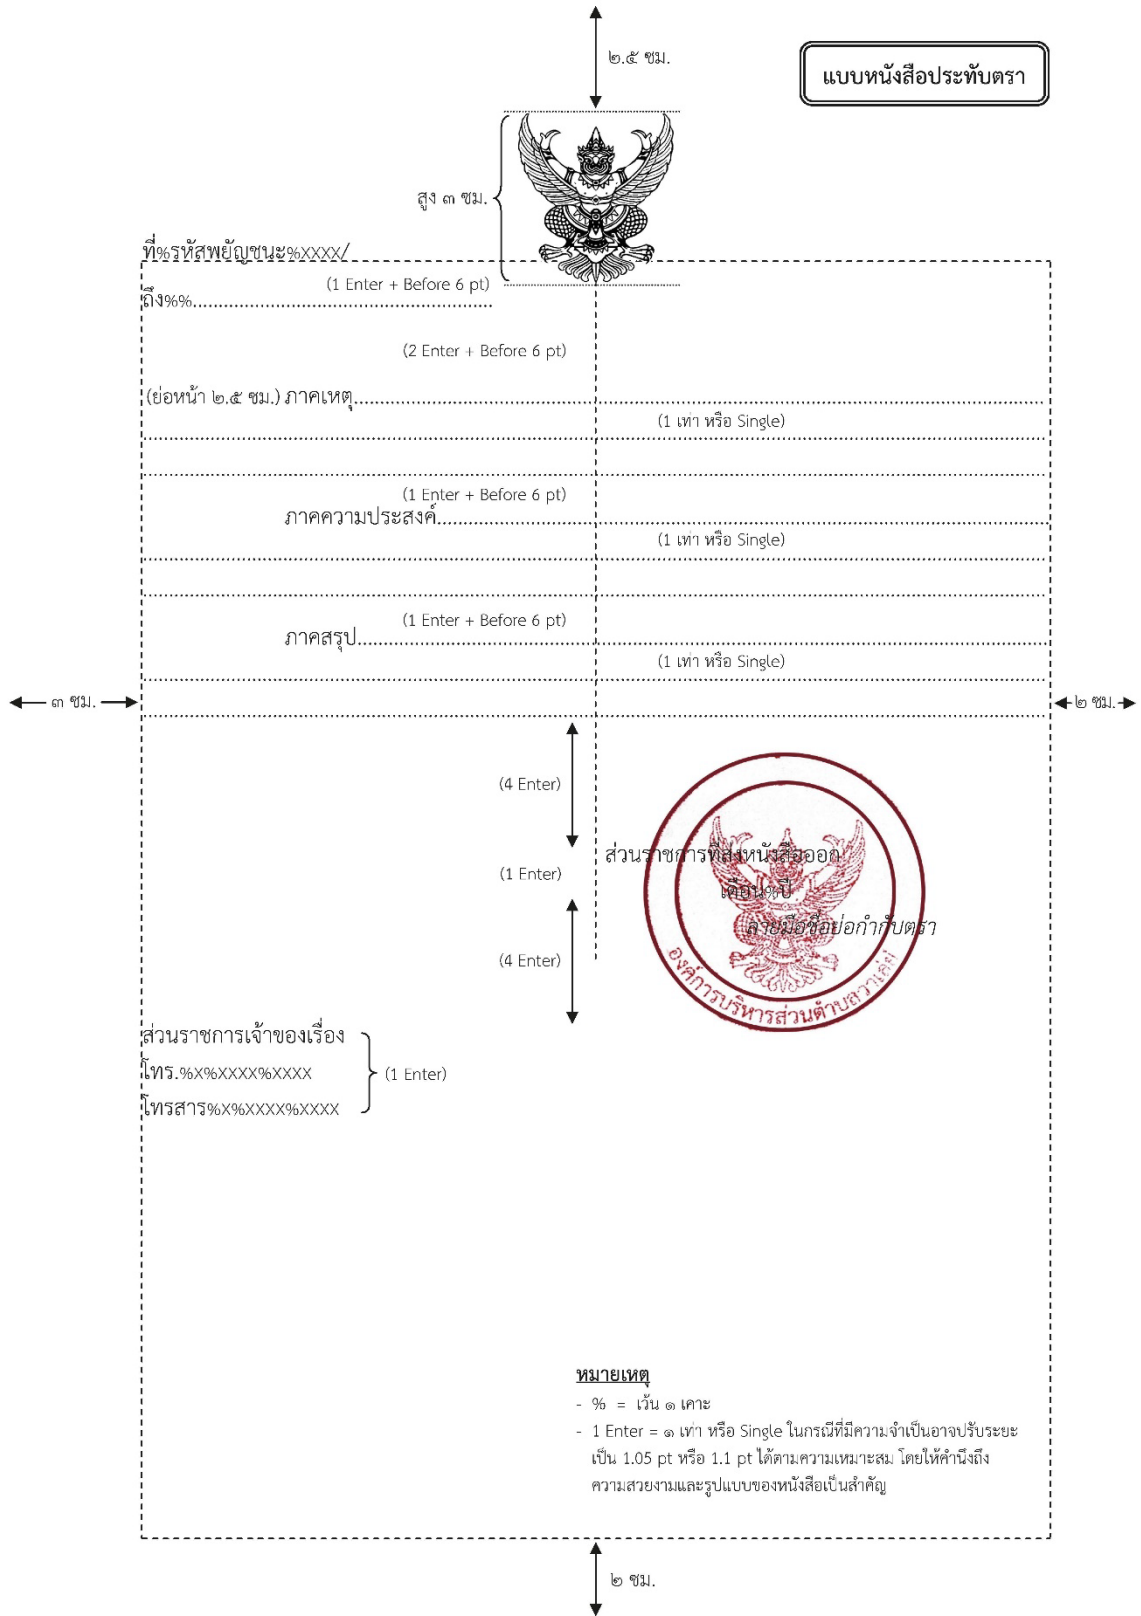 ๒.๕ ซม.
แบบหนังสือประทับตรา
สูง ๓ ซม.
ที่%รหัสพยัญชนะ%XXXX/
(1 Enter + Before 6 pt)
ถึง%%.................................................
(2 Enter + Before 6 pt)
(ย่อหน้า ๒.๕ ซม.) ภาคเหตุ.................................................
(1 เท่า หรือ Single)
(1 Enter + Before 6 pt)
ภาคความประสงค์.................................................
(1 เท่า หรือ Single)
(1 Enter + Before 6 pt)
ภาคสรุป.................................................
(1 เท่า หรือ Single)
๓ ซม.
๒ ซม.
(4 Enter)
ส่วนราชการที่ส่งหนังสือออก
(1 Enter)
เดือน%ปี
ลายมือชื่อย่อกำกับตรา
(4 Enter)
องค์การบริหารส่วนตำบล
ส่วนราชการเจ้าของเรื่อง
โทร.%X%XXXX%XXXX
(1 Enter)
โทรสาร%X%XXXX%XXXX
หมายเหตุ
- % = เว้น ๑ เคาะ
- 1 Enter = ๑ เท่า หรือ Single ในกรณีที่มีความจำเป็นอาจปรับระยะ
เป็น 1.05 pt หรือ 1.1 pt ได้ตามความเหมาะสม โดยให้คำนึงถึง
ความสวยงามและรูปแบบของหนังสือเป็นสำคัญ
๒ ซม.